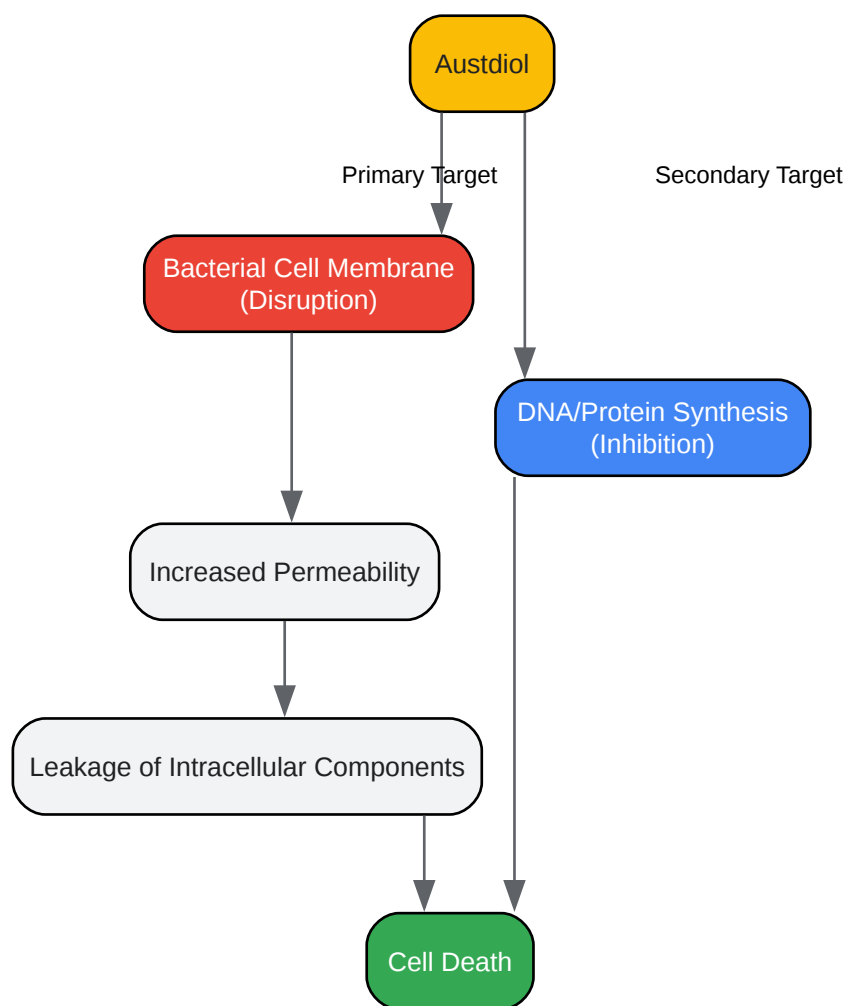 Austdiol
Primary Target
Secondary Target
Bacterial Cell Membrane
(Disruption)
DNA/Protein Synthesis
(Inhibition)
Increased Permeability
Leakage of Intracellular Components
Cell Death